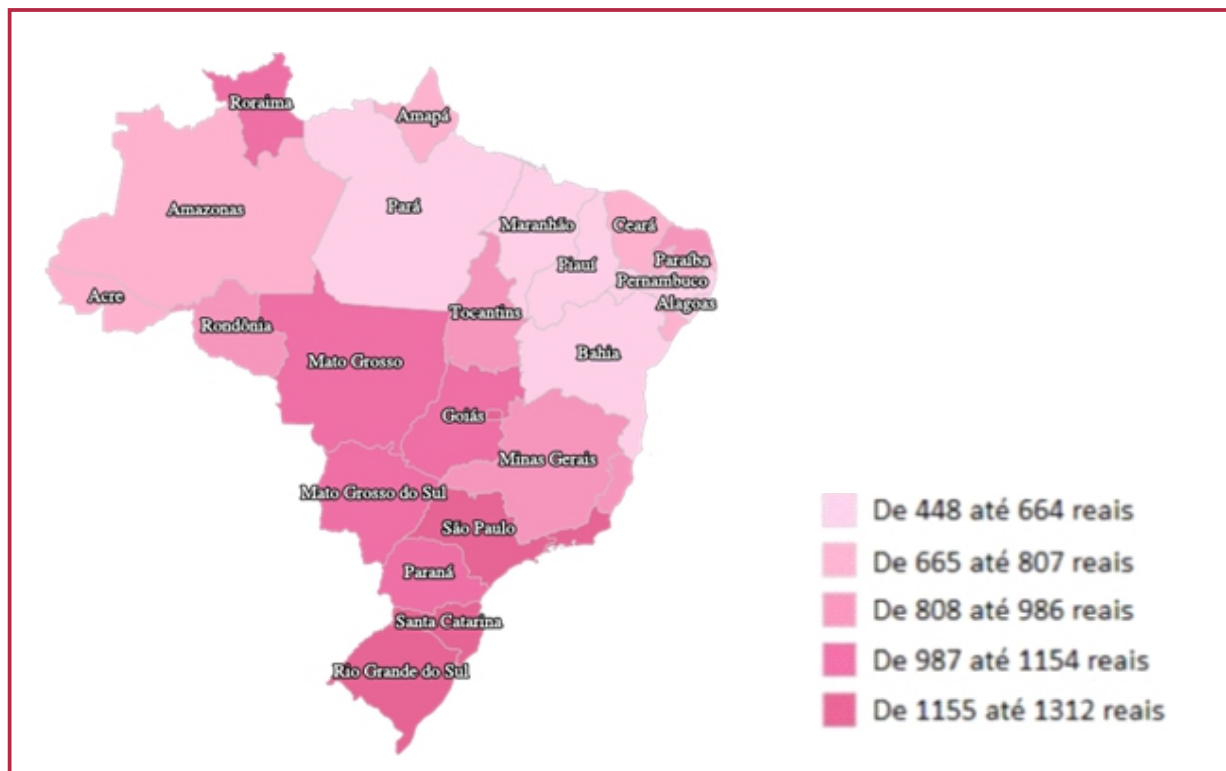 Roraima
Amapá
Amazonas
Pará
Maranhão
Ceará
Piauí
Paraíba
Pernambuco
Acre
Alagoas
Rondônia
Tocantins
Bahia
Mato Grosso
Goiás
Minas Gerais
Mato Grosso do Sul
São Paulo
Paraná
Santa Catarina
Rio Grande do Sul
De 448 até 664 reais
De 665 até 807 reais
De 808 até 986 reais
De 987 até 1154 reais
De 1155 até 1312 reais